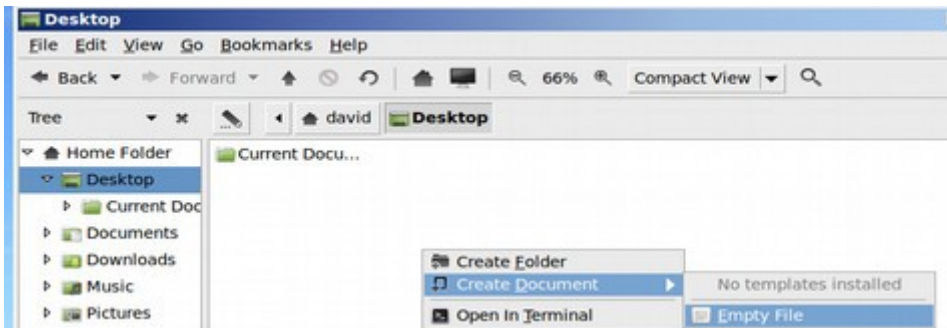 Desktop
File Edit View Go Bookmarks Help
Back Forward 66% Compact View
Tree david Desktop
Home Folder Current Docu...
Desktop
Current Doc
Documents
Downloads Create Folder
Create Document No templates installed
Music
Pictures Open In Terminal Empty File